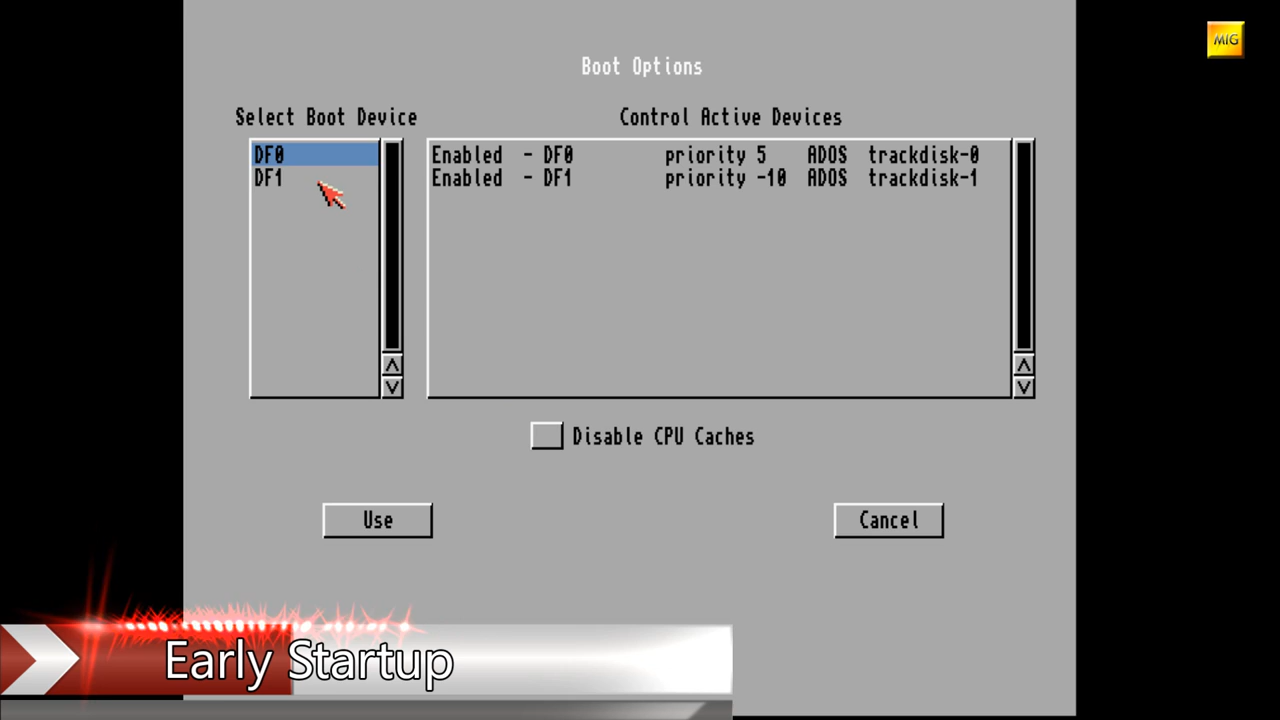 MIG
Boot Options
Select Boot Device
Control Active Devices
DF0
DF1
Enabled - DF0 priority 5 ADOS trackdisk-0
Enabled - DF1 priority -10 ADOS trackdisk-1
Disable CPU Caches
Use
Cancel
Early Startup